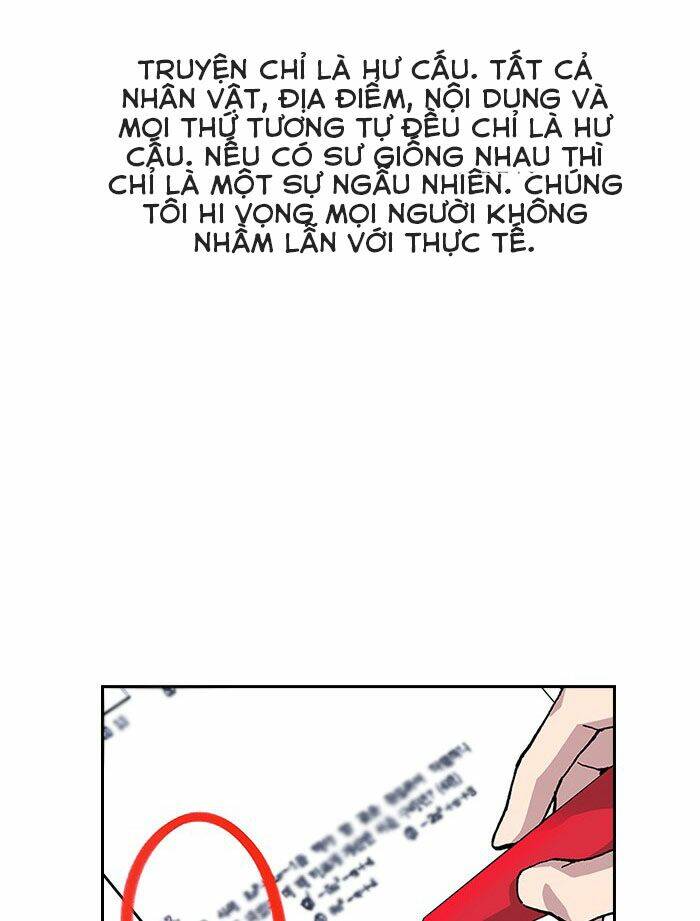 TRUYỆN CHỈ LÀ HƯ CẤU. TẤT CẢ
NHÂN VẬT, ĐỊA ĐIỂM, NỘI DUNG VÀ
MỌI THỨ TƯƠNG TỰ ĐỀU CHỈ LÀ HƯ
CẤU. NẾU CÓ SƯ GIỐNG NHAU THÌ
CHỈ LÀ MỘT SỰ NGẪU NHIÊN. CHÚNG
TÔI HI VỌNG MỌI NGƯỜI KHÔNG
NHẦM LẪN VỚI THỰC TẾ.